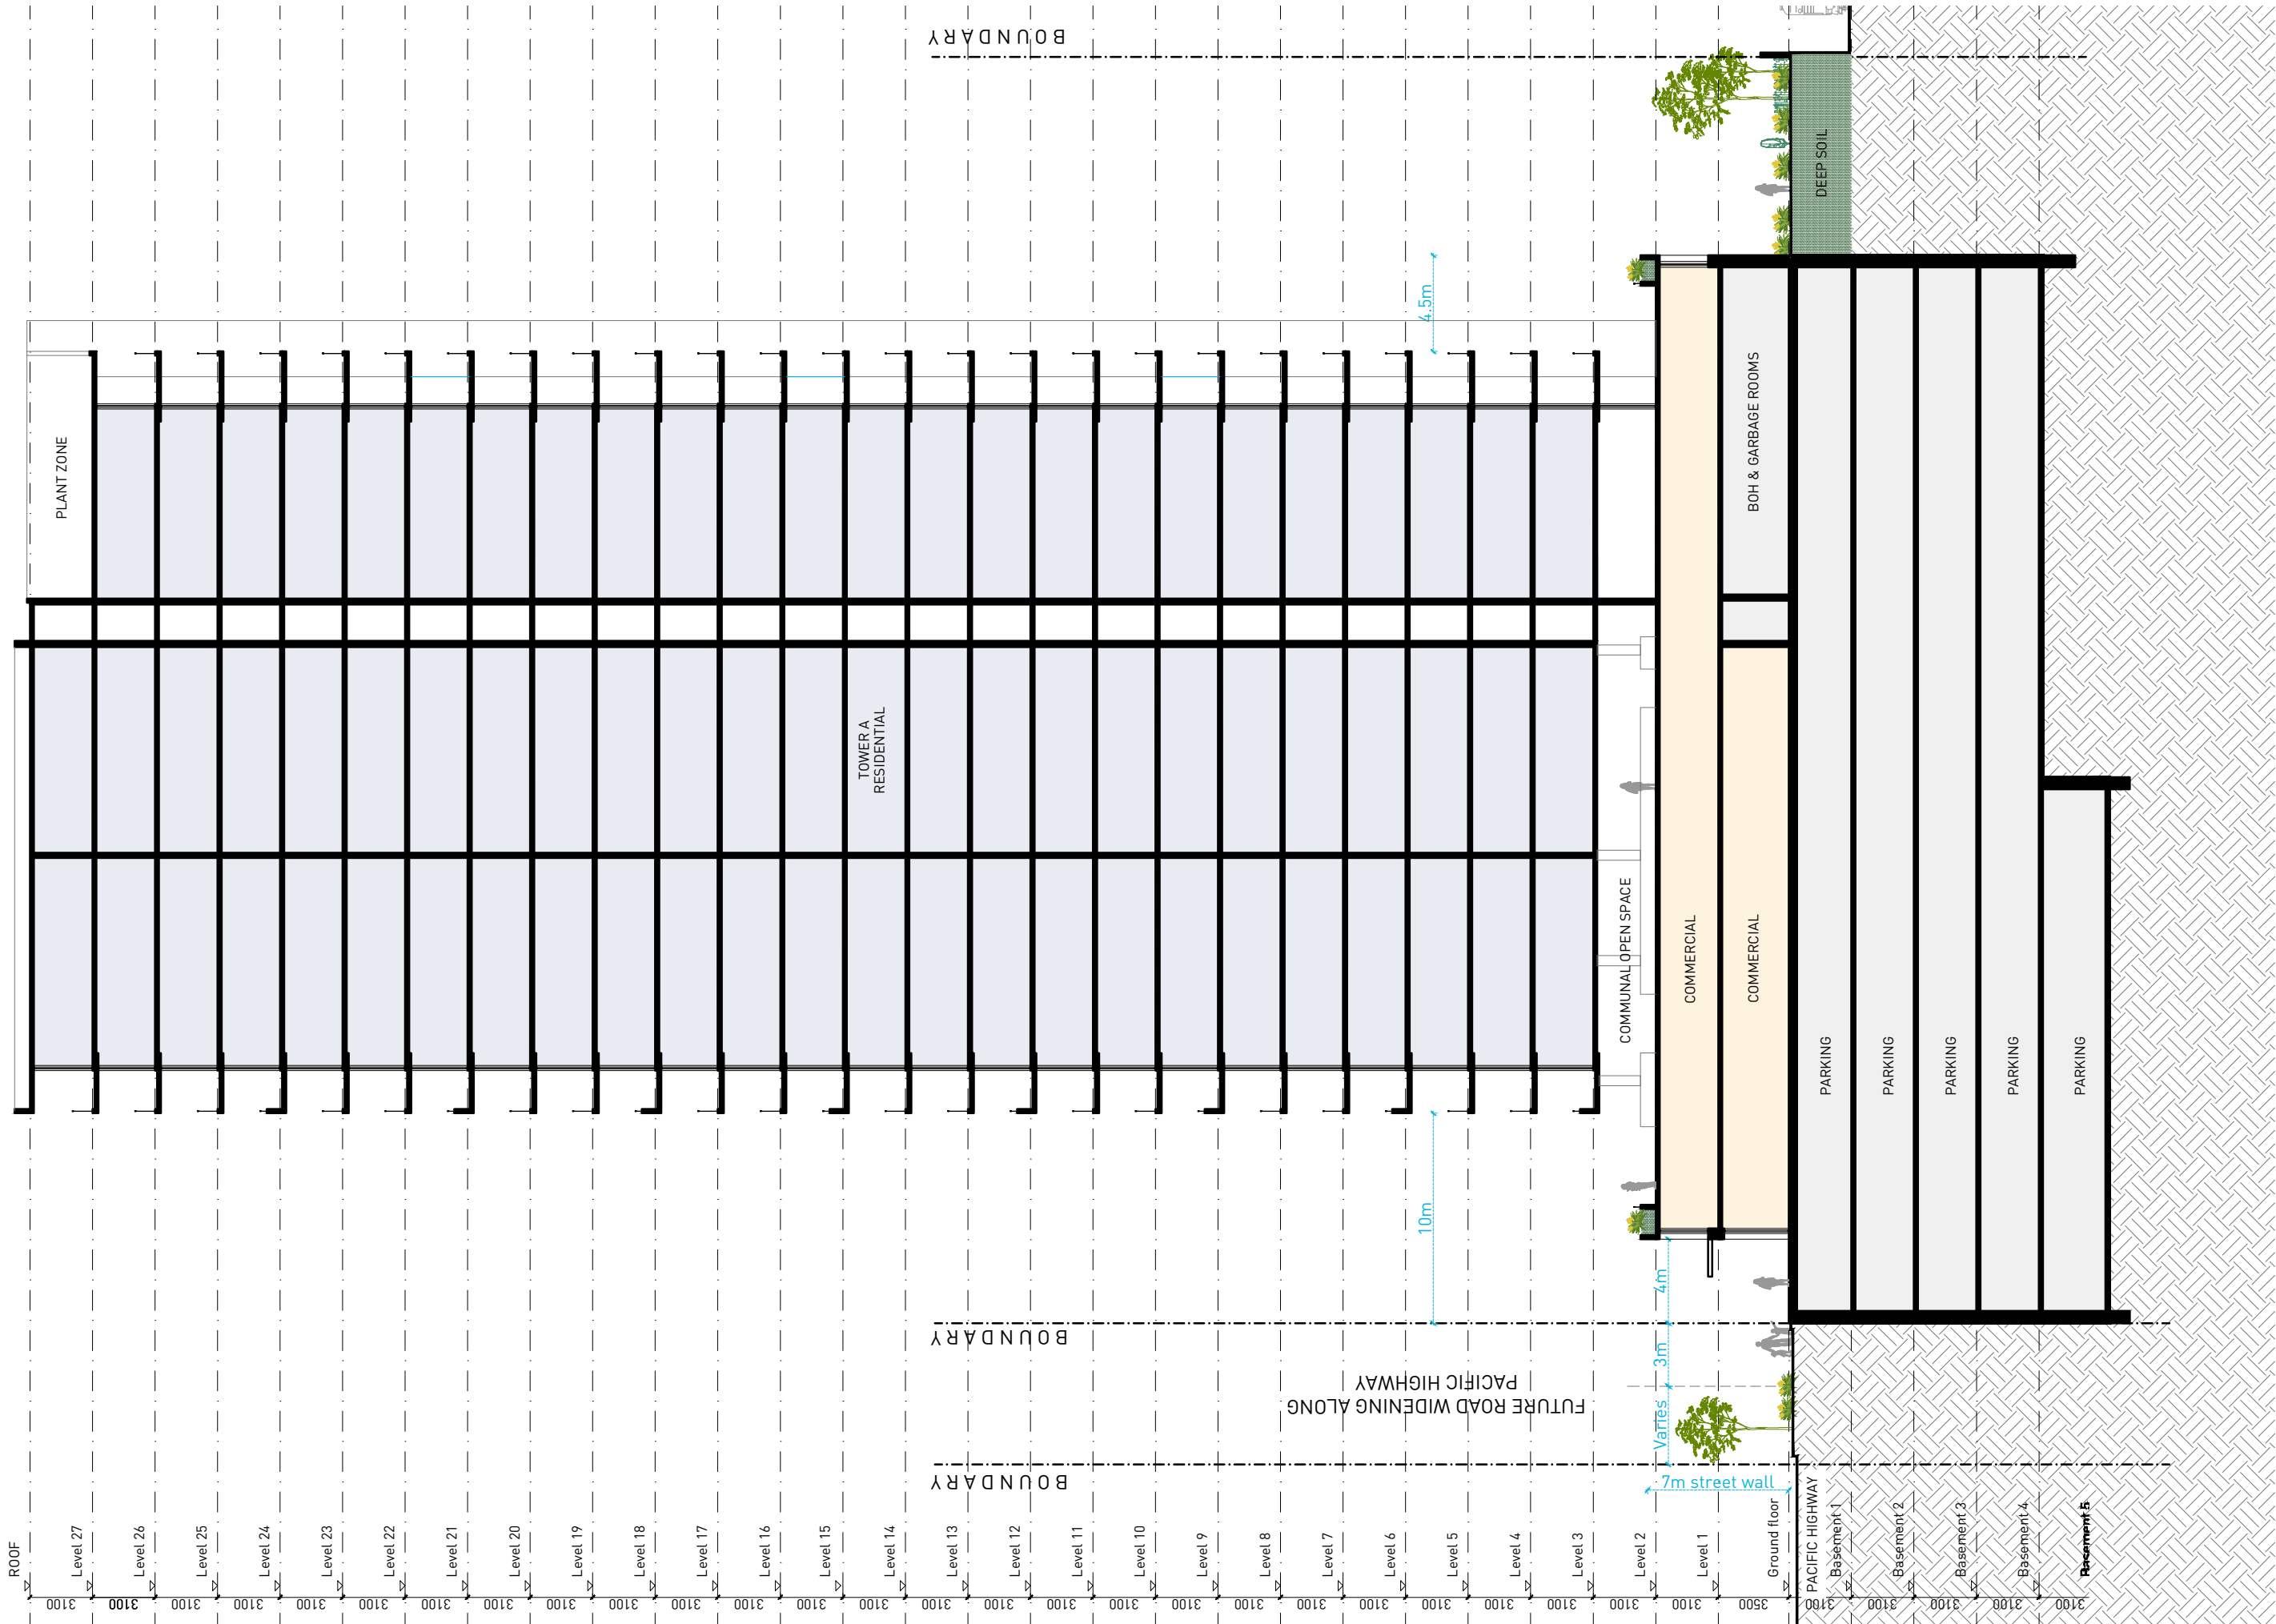 ROOF
3100
Level 27
3100
Level 26
3100
Level 25
3100
Level 24
3100
Level 23
3100
Level 22
3100
Level 21
3100
Level 20
3100
Level 19
3100
Level 18
3100
Level 17
3100
Level 16
3100
Level 15
3100
Level 14
3100
Level 13
3100
Level 12
3100
Level 11
3100
Level 10
3100
Level 9
3100
Level 8
3100
Level 7
3100
Level 6
3100
Level 5
3100
Level 4
3100
Level 3
3100
Level 2
3100
Level 1
3500
Ground floor
3100
PACIFIC HIGHWAY
Basement 1
3100
Basement 2
3100
Basement 3
3100
Basement 4
3100
PLANT ZONE
TOWER A
RESIDENTIAL
BOUNDARY
BOUNDARY
BOUNDARY
FUTURE ROAD WIDENING ALONG
PACIFIC HIGHWAY
10m
4.5m
COMMUNAL OPEN SPACE
7m street wall
Varies
3m
4m
COMMERCIAL
COMMERCIAL
BOH & GARBAGE ROOMS
DEEP SOIL
PARKING
PARKING
PARKING
PARKING
PARKING